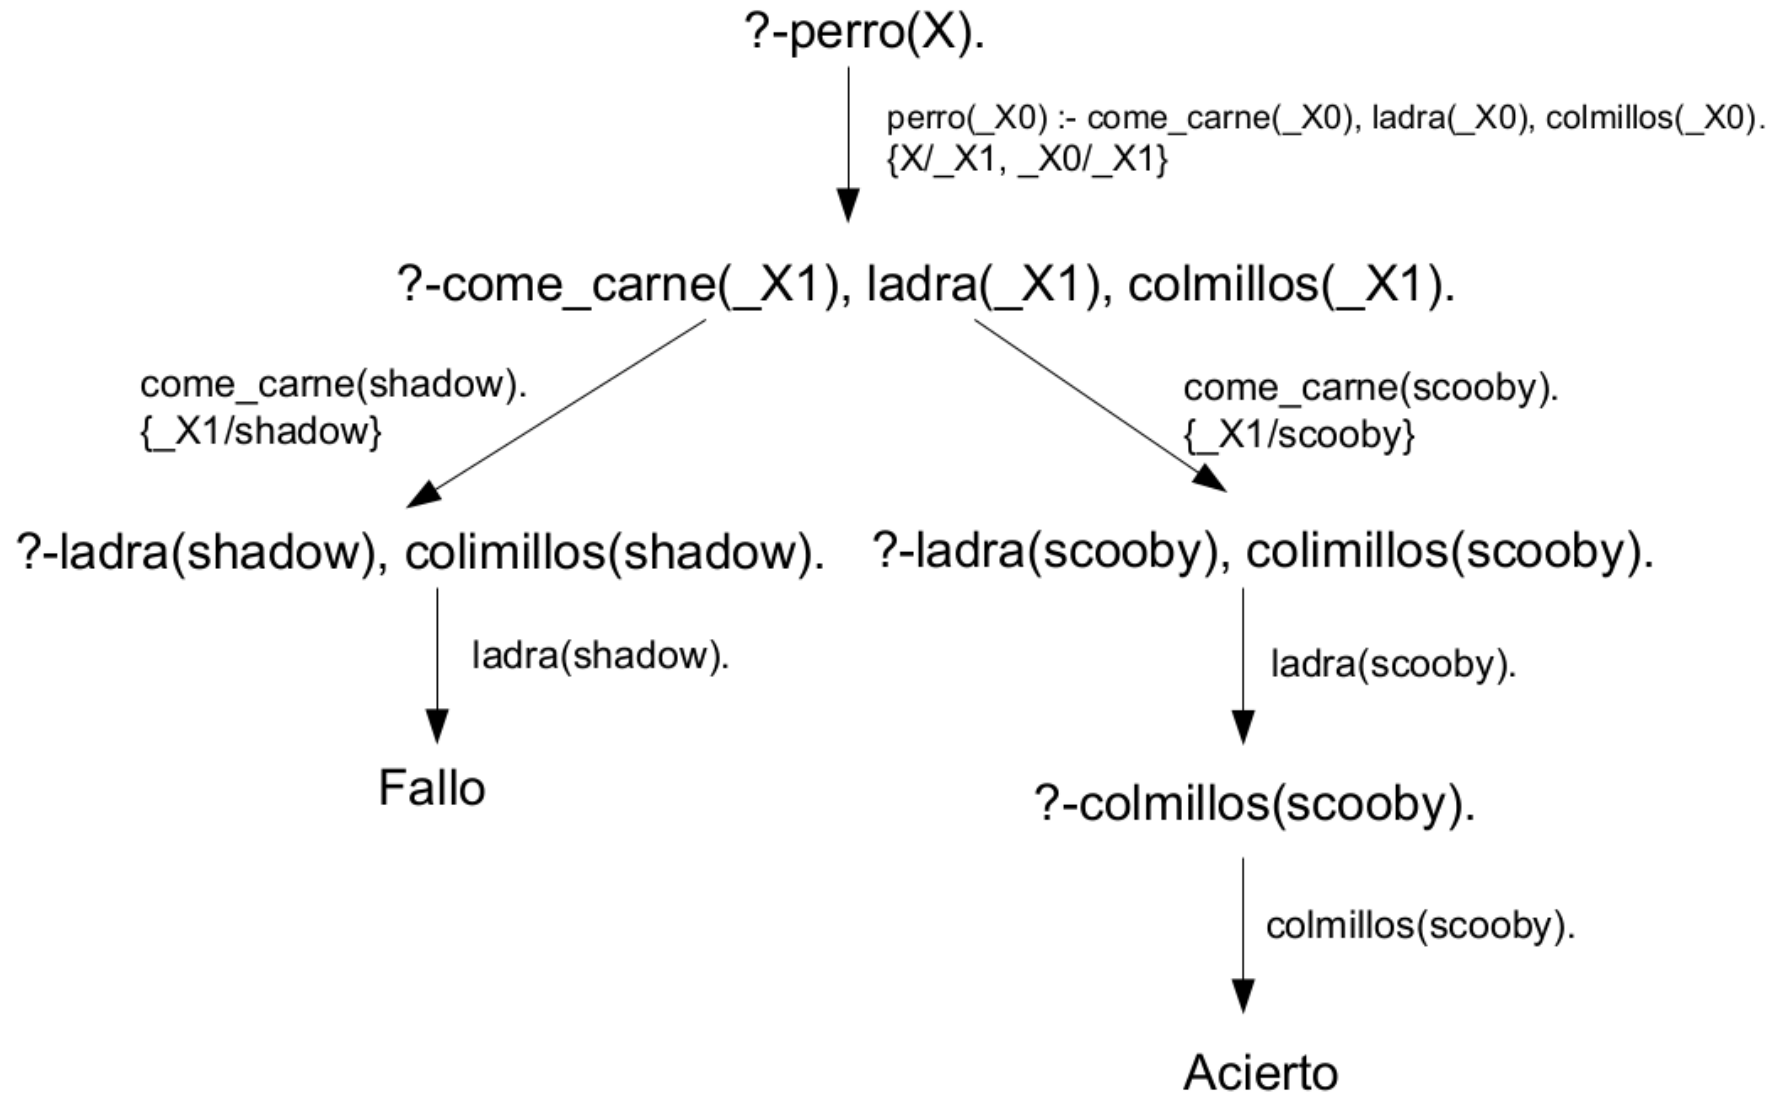 ?-perro(X).
perro(_X0) :- come_carne(_X0), ladra(_X0), colmillos(_X0).
{X/_X1, _X0/_X1}
?-come_carne(_X1), ladra(_X1), colmillos(_X1).
come_carne(shadow).
{_X1/shadow}
come_carne(scooby).
{_X1/scooby}
?-ladra(shadow), colimillos(shadow).
?-ladra(scooby), colimillos(scooby).
ladra(shadow).
ladra(scooby).
Fallo
?-colmillos(scooby).
colmillos(scooby).
Acierto